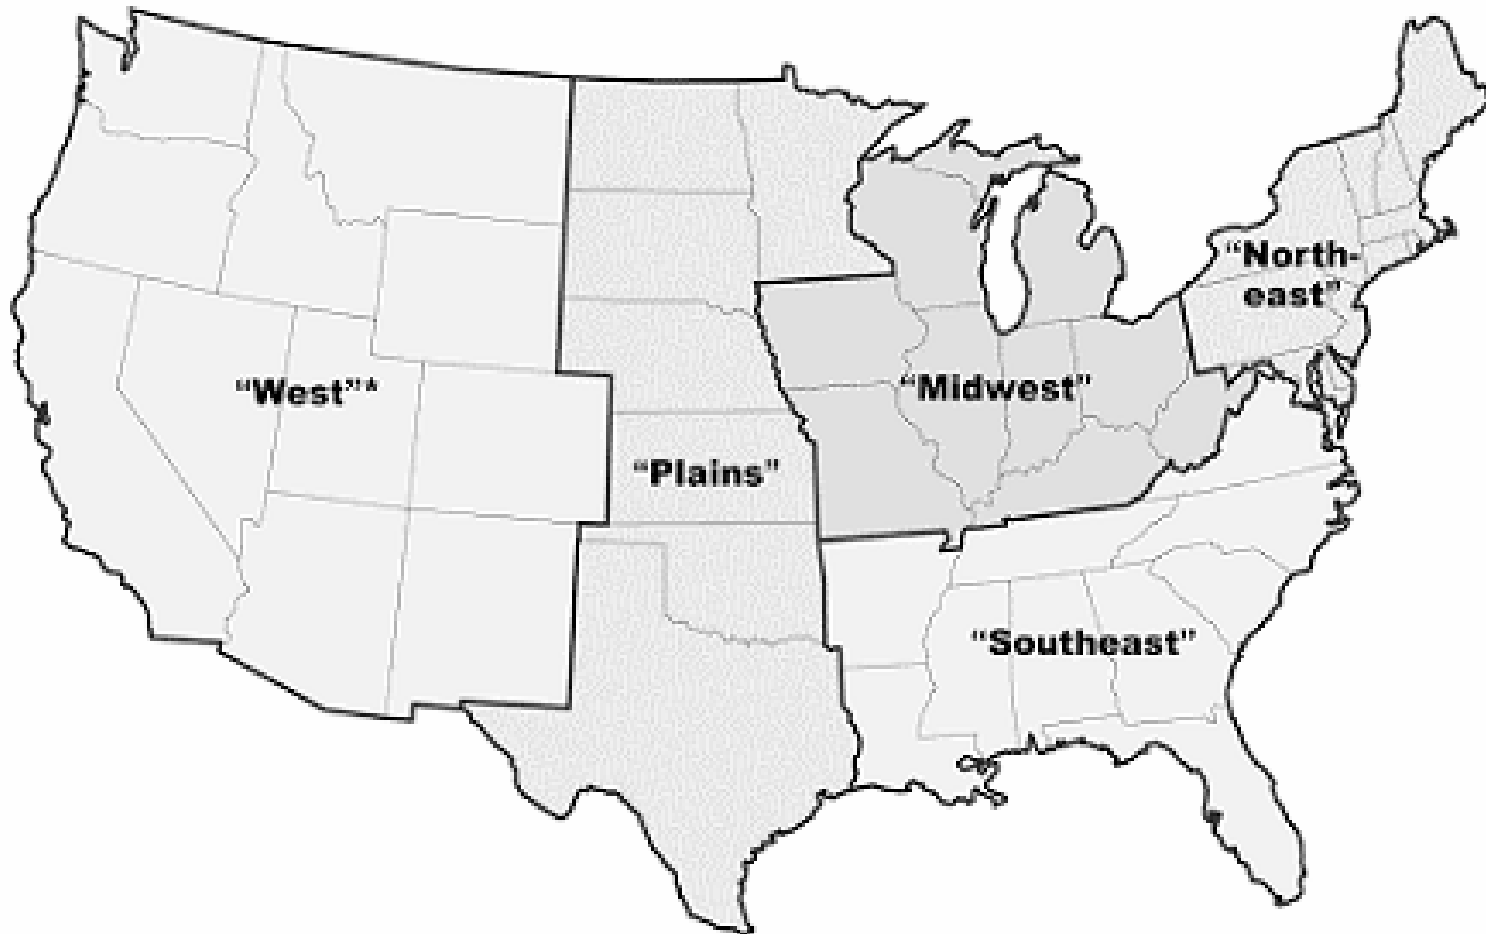 “North-
east”
“West”*
“Midwest”
“Plains”
“Southeast”